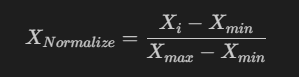 X_{Normalize} = \frac{X_i - X_{min}}{X_{max} - X_{min}}